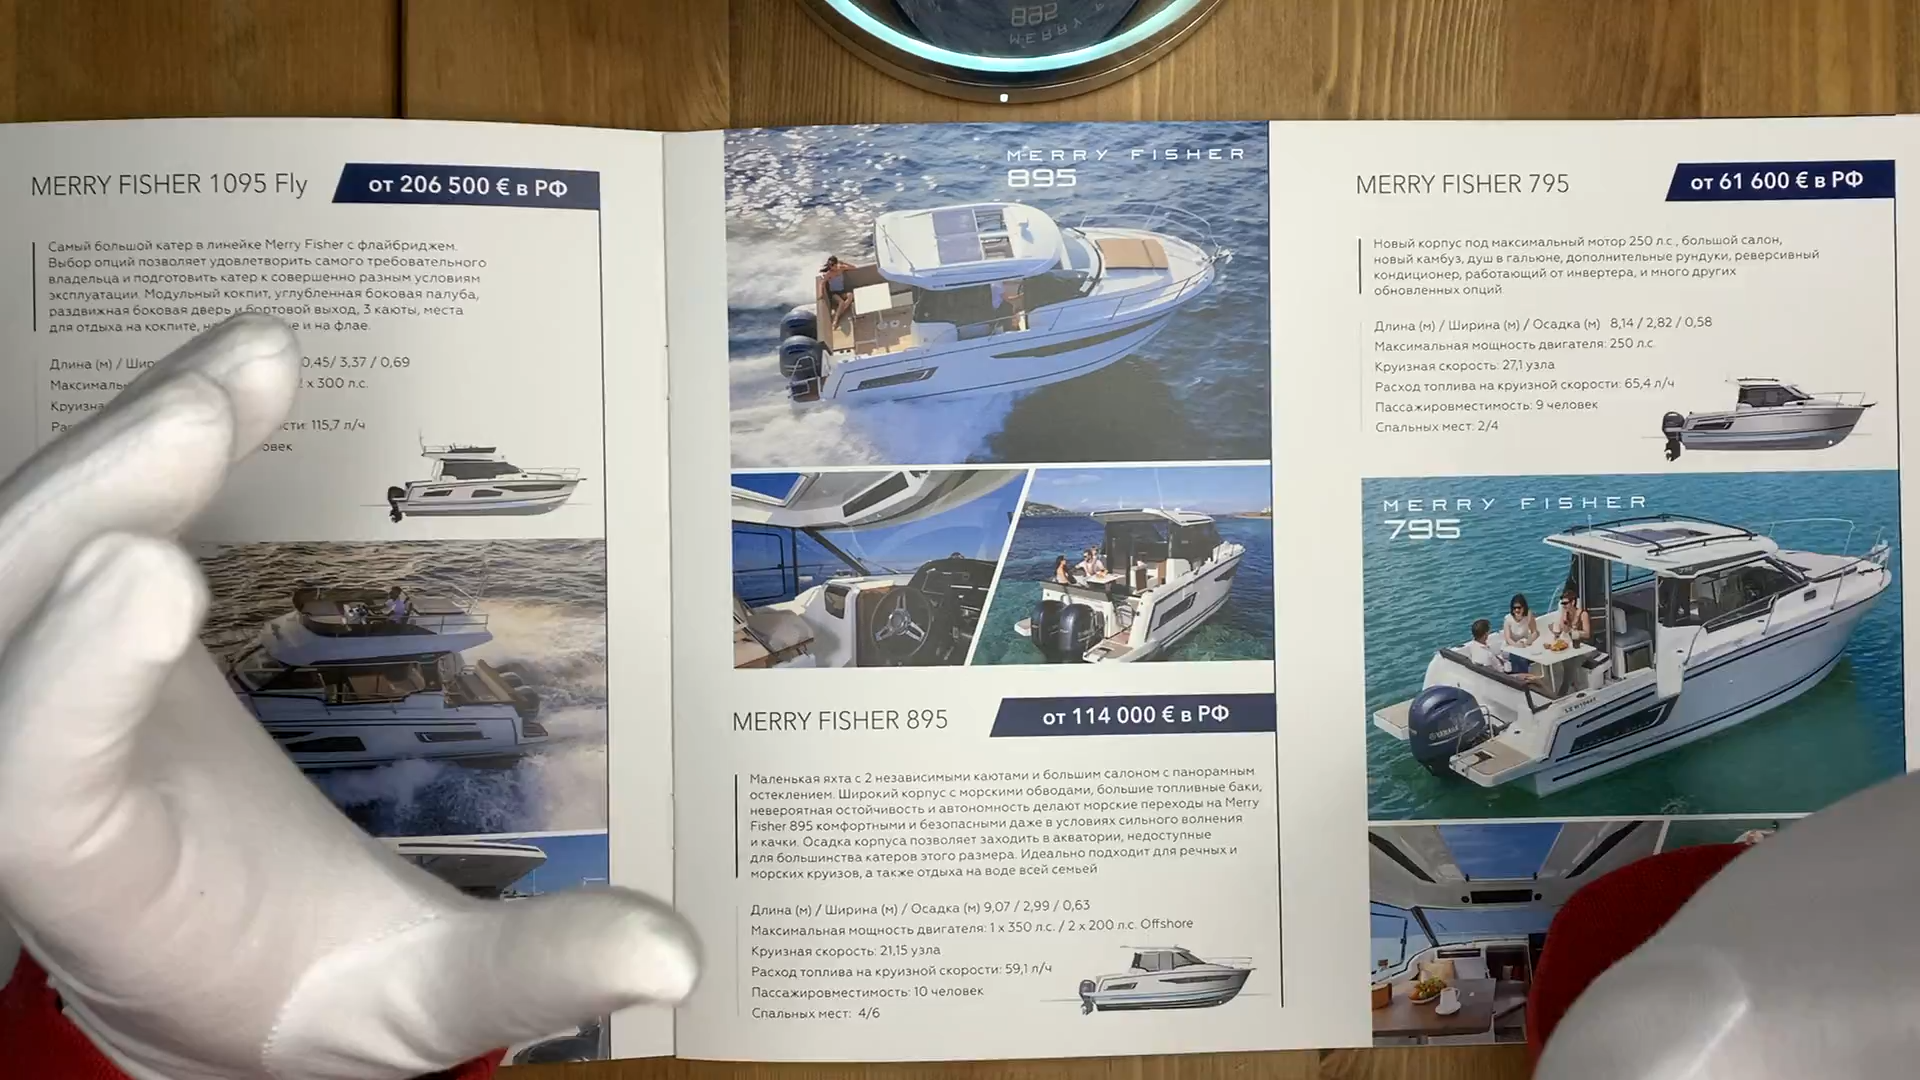 MERRY FISHER 1095 Fly
от 206 500 € в РФ
Самый большой катер в линейке Merry Fisher с флайбриджем.
Выбор опций позволяет удовлетворить самого требовательного
владельца и подготовить катер к совершенно разным условиям
эксплуатации. Модульный кокпит, углубленная боковая палуба,
раздвижная боковая дверь и бортовой выход, 3 каюты, места
для отдыха на кокпите, и на флае.
Длина (м) / 0,45/ 3,37 / 0,69
x 300 л.с.
115,7 л/ч
MERRY FISHER
895
MERRY FISHER 895
от 114 000 € в РФ
Маленькая яхта с 2 независимыми каютами и большим салоном с панорамным
остеклением. Широкий корпус с морскими обводами, большие топливные баки,
невероятная остойчивость и автономность делают морские переходы на Merry
Fisher 895 комфортными и безопасными даже в условиях сильного волнения
и качки. Осадка корпуса позволяет заходить в акватории, недоступные
для большинства катеров этого размера. Идеально подходит для речных и
морских круизов, а также отдыха на воде всей семьей
Длина (м) / Ширина (м) / Осадка (м) 9,07 / 2,99 / 0,63
Максимальная мощность двигателя: 1 x 350 л.с. / 2 x 200 л.с. Offshore
Круизная скорость: 21,15 узла
Расход топлива на круизной скорости: 59,1 л/ч
Пассажировместимость: 10 человек
Спальных мест: 4/6
MERRY FISHER 795
от 61 600 € в РФ
Новый корпус под максимальный мотор 250 л.с., большой салон,
новый камбуз, душ в гальюне, дополнительные рундуки, реверсивный
кондиционер, работающий от инвертера, и много других
обновленных опций.
Длина (м) / Ширина (м) / Осадка (м) 8,14 / 2,82 / 0,58
Максимальная мощность двигателя: 250 л.с.
Круизная скорость: 27,1 узла
Расход топлива на круизной скорости: 65,4 л/ч
Пассажировместимость: 9 человек
Спальных мест: 2/4
MERRY FISHER
795
YAMAHA